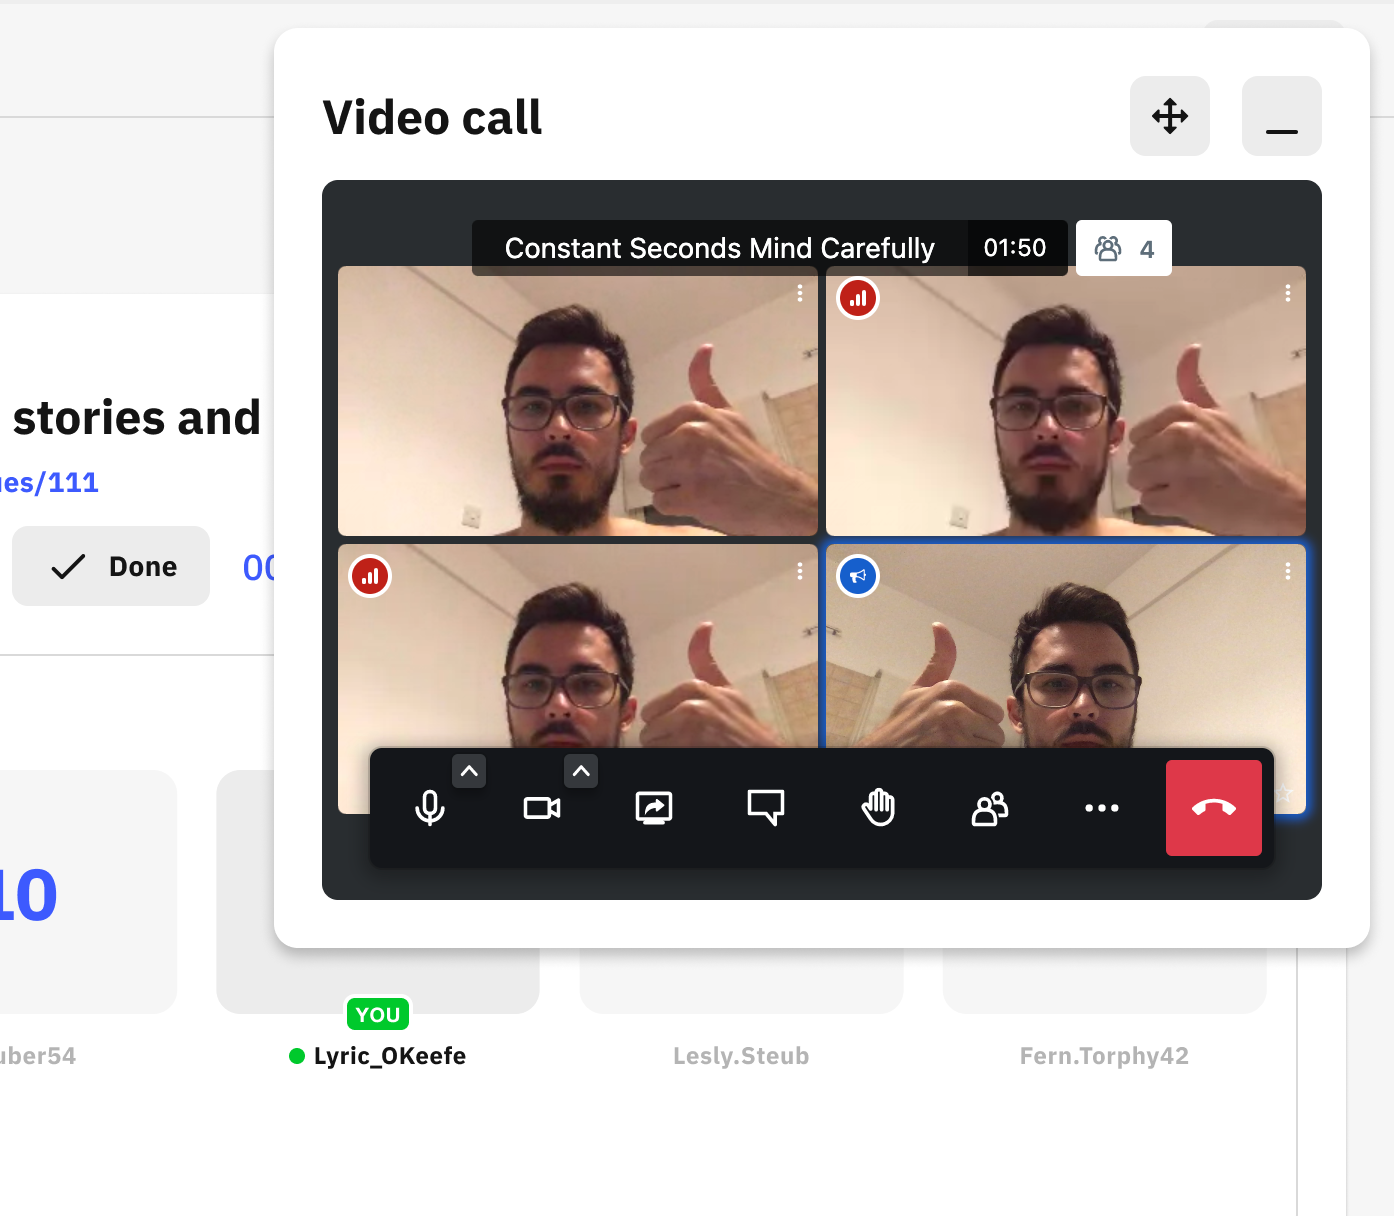 Video call
Constant Seconds Mind Carefully 01:50 4
stories and
ues/111
Done 00
10
YOU
uber54 Lyric_OKeefe Lesly.Steub Fern.Torphy42